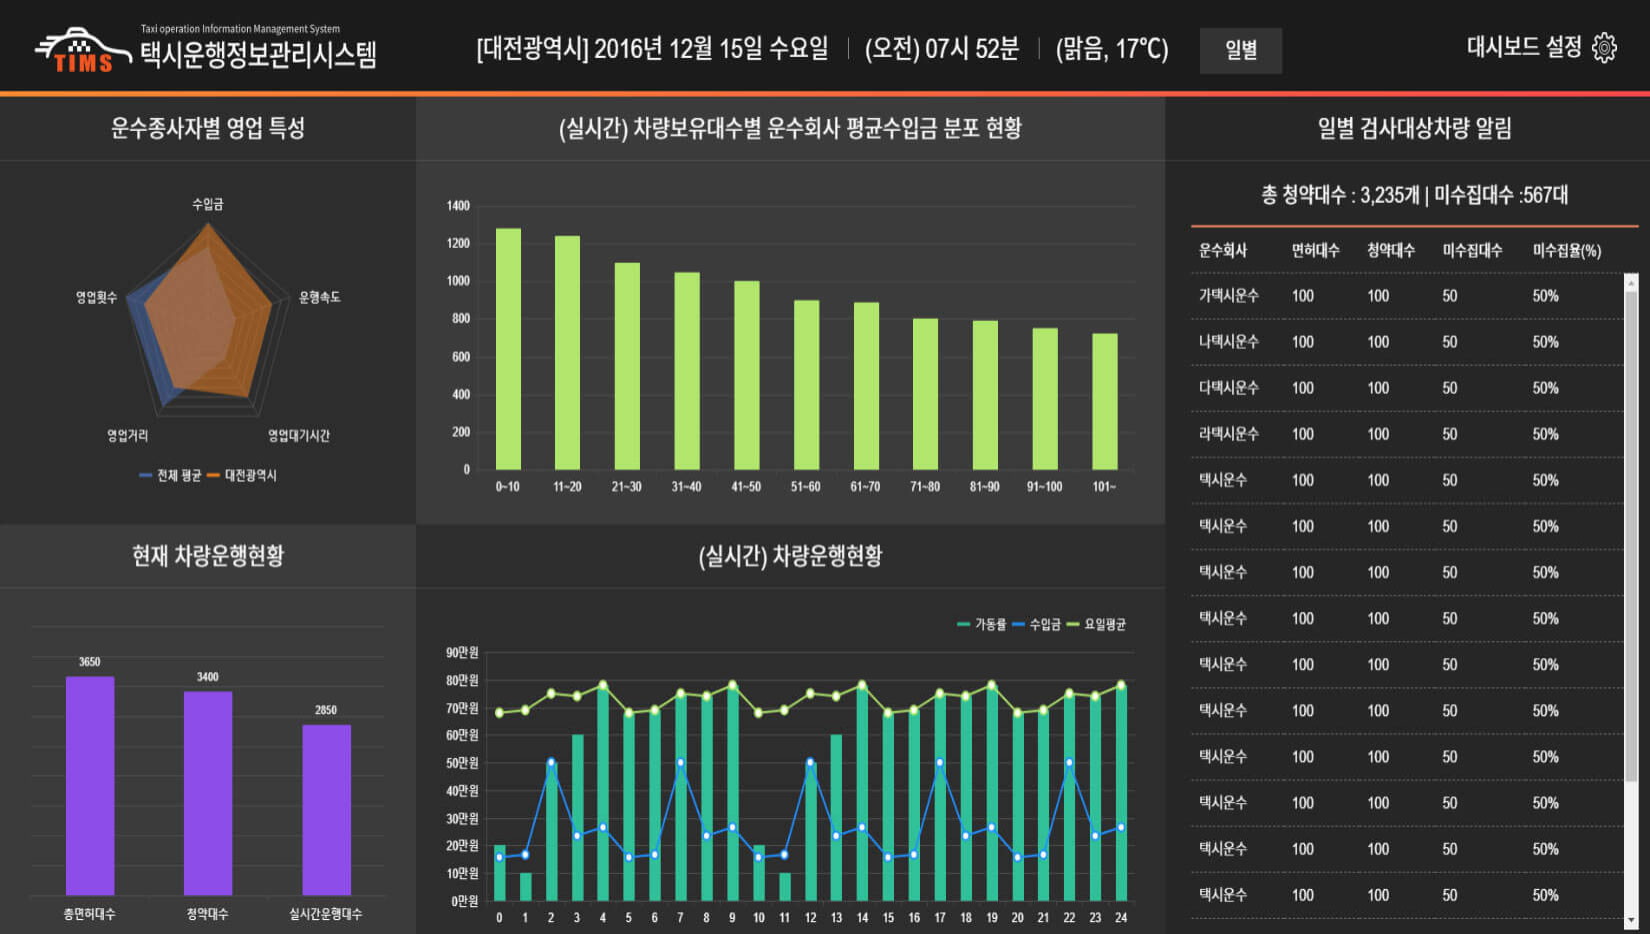 Taxi operation Information Management System
TIMS 택시운행정보관리시스템
[대전광역시] 2016년 12월 15일 수요일 | (오전) 07시 52분 | (맑음, 17℃)
일별
대시보드 설정
운수종사자별 영업 특성
수입금
영업횟수
운행속도
영업거리
영업대기시간
전체 평균 대전광역시
(실시간) 차량보유대수별 운수회사 평균수입금 분포 현황
1400
1200
1000
800
600
400
200
0
0~10 11~20 21~30 31~40 41~50 51~60 61~70 71~80 81~90 91~100 101~
현재 차량운행현황
3650
3400
2850
총면허대수 청약대수 실시간운행대수
(실시간) 차량운행현황
가동률 수입금 요일평균
90만원
80만원
70만원
60만원
50만원
40만원
30만원
20만원
10만원
0만원
0 1 2 3 4 5 6 7 8 9 10 11 12 13 14 15 16 17 18 19 20 21 22 23 24
일별 검사대상차량 알림
총 청약대수 : 3,235개 | 미수집대수 :567대
운수회사 면허대수 청약대수 미수집대수 미수집율(%)
가택시운수 100 100 50 50%
나택시운수 100 100 50 50%
다택시운수 100 100 50 50%
라택시운수 100 100 50 50%
택시운수 100 100 50 50%
택시운수 100 100 50 50%
택시운수 100 100 50 50%
택시운수 100 100 50 50%
택시운수 100 100 50 50%
택시운수 100 100 50 50%
택시운수 100 100 50 50%
택시운수 100 100 50 50%
택시운수 100 100 50 50%
택시운수 100 100 50 50%